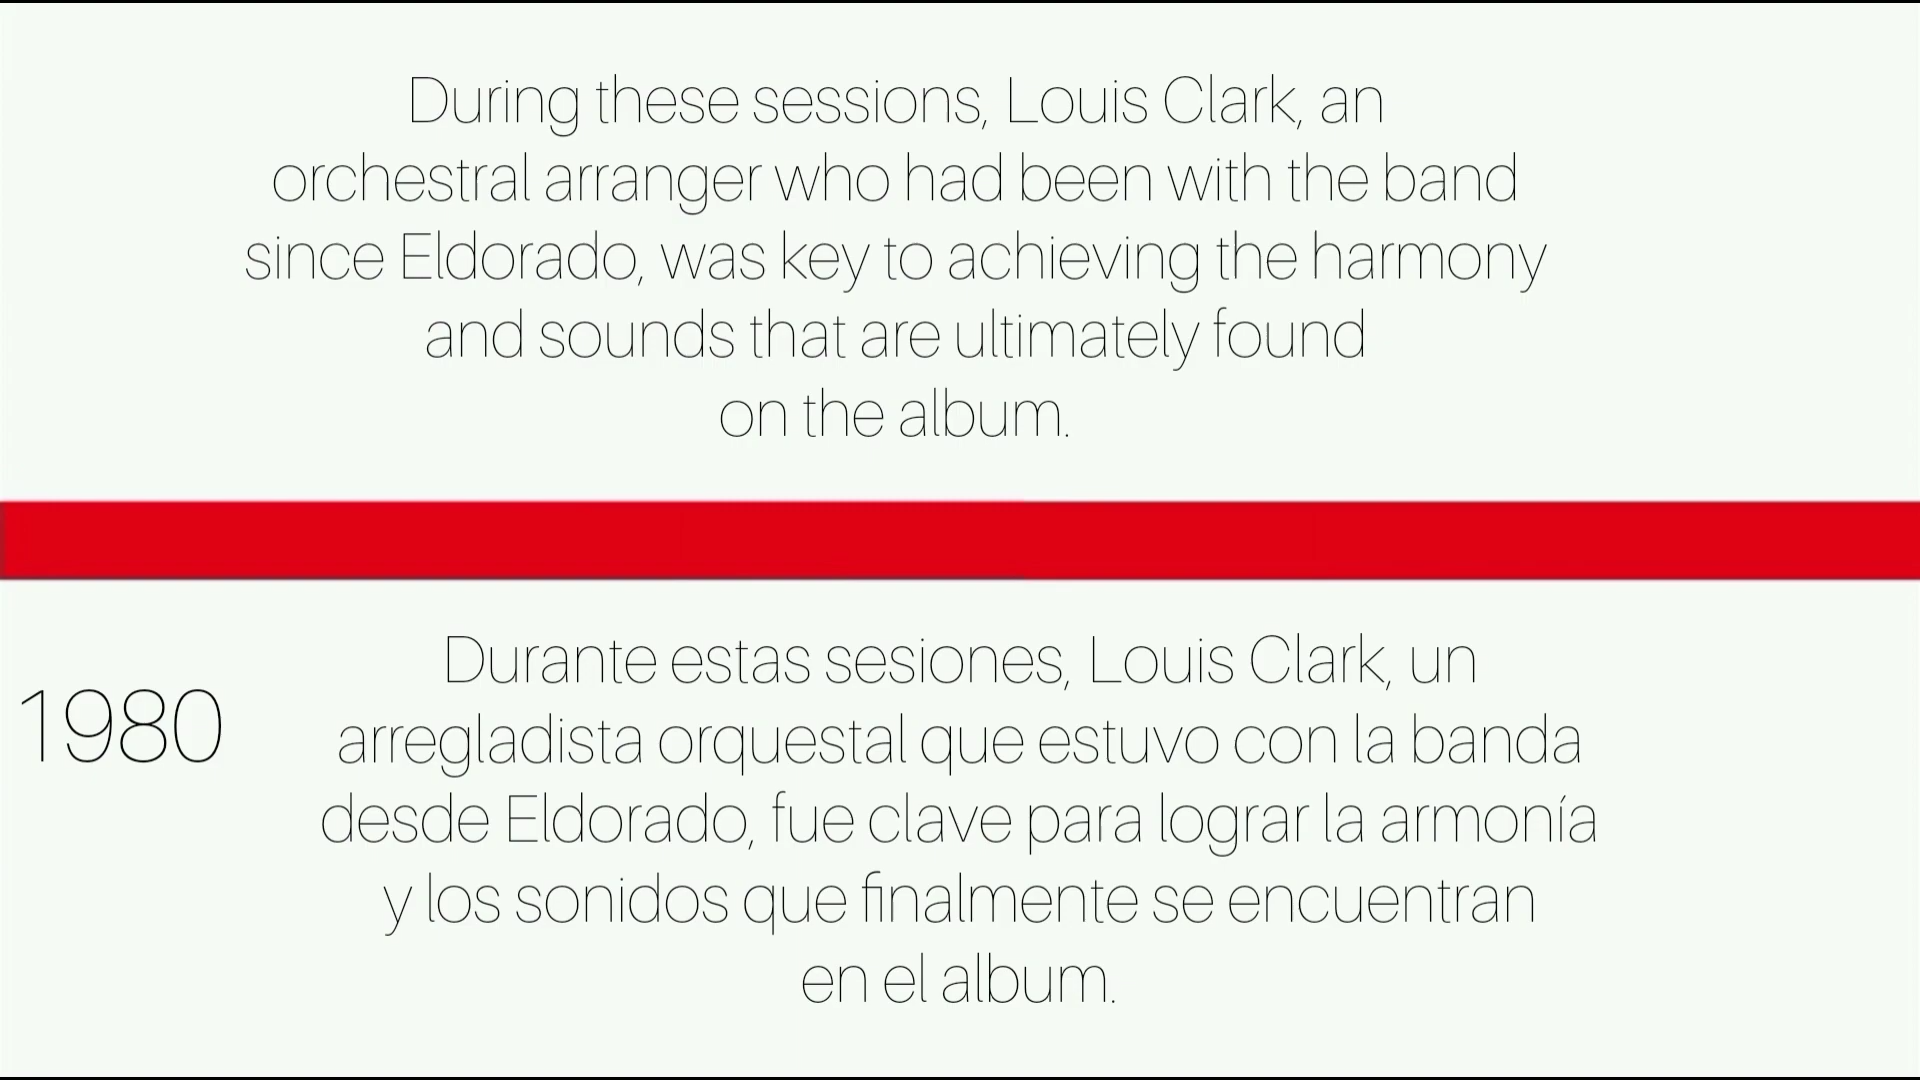 During these sessions, Louis Clark, an
orchestral arranger who had been with the band
since Eldorado, was key to achieving the harmony
and sounds that are ultimately found
on the album.
1980
Durante estas sesiones, Louis Clark, un
arregladista orquestal que estuvo con la banda
desde Eldorado, fue clave para lograr la armonía
y los sonidos que finalmente se encuentran
en el album.